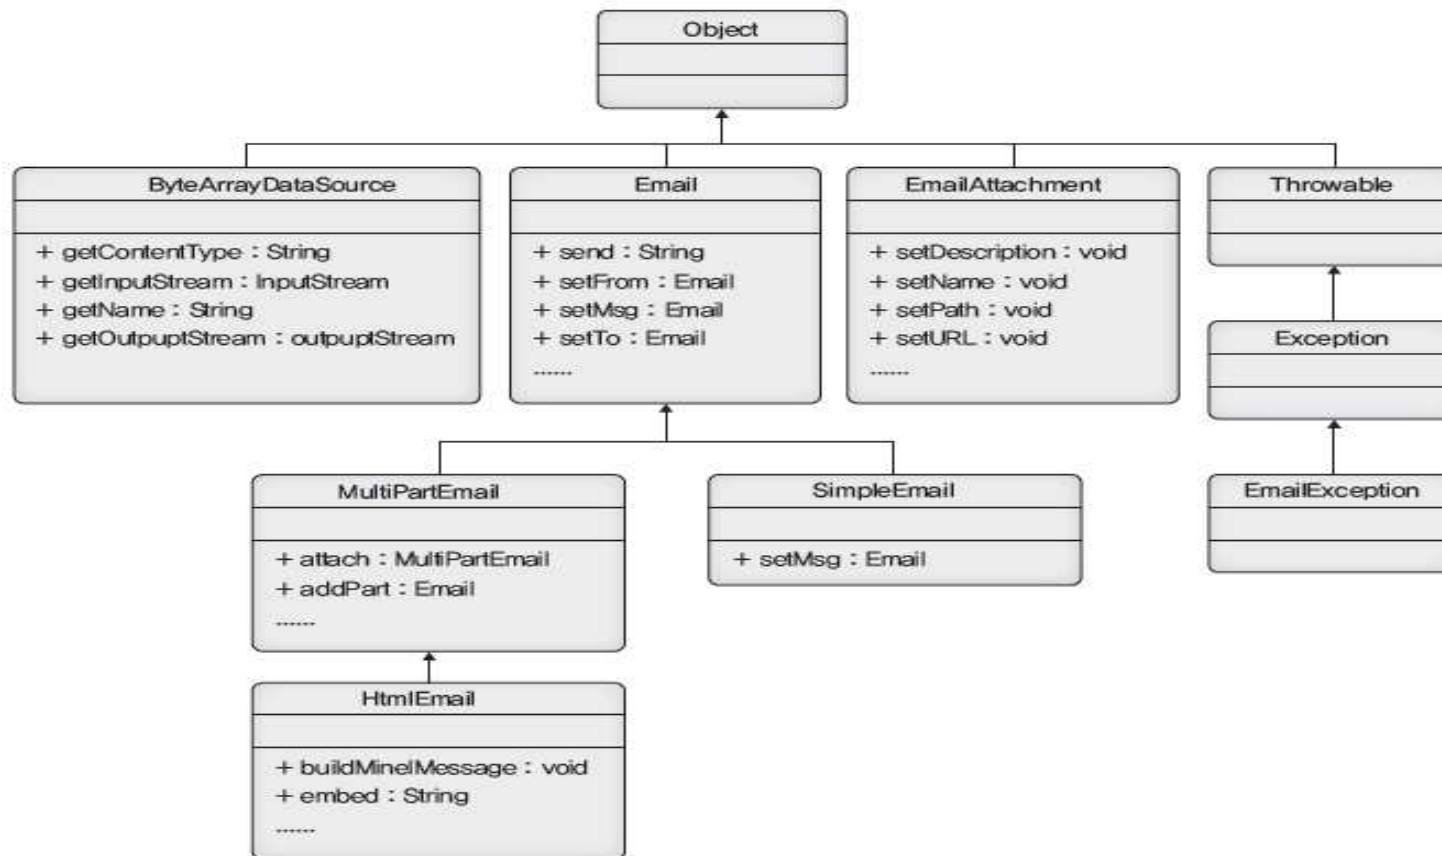 Object
ByteArrayDataSource
+ getContentType : String
+ getInputStream : InputStream
+ getName : String
+ getOutpuptStream : outpuptStream
Email
+ send : String
+ setFrom : Email
+ setMsg : Email
+ setTo : Email
......
EmailAttachment
+ setDescription : void
+ setName : void
+ setPath : void
+ setURL : void
......
Throwable
Exception
EmailException
MultiPartEmail
+ attach : MultiPartEmail
+ addPart : Email
......
SimpleEmail
+ setMsg : Email
HtmlEmail
+ buildMinelMessage : void
+ embed : String
......